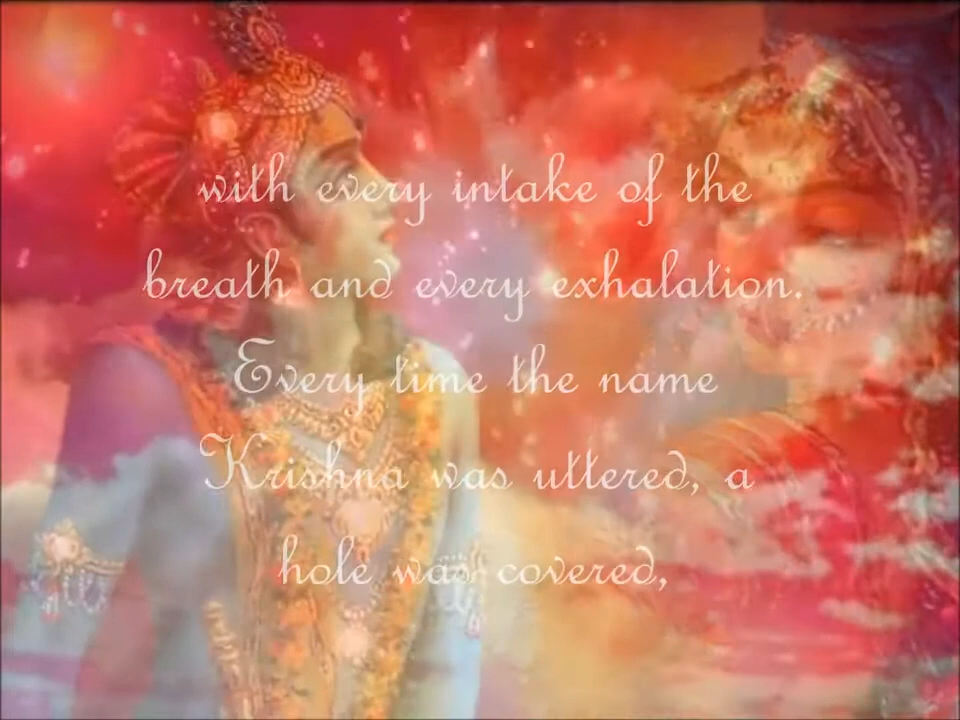 with every intake of the
breath and every exhalation.
Every time the name
Krishna was uttered, a
hole was covered,